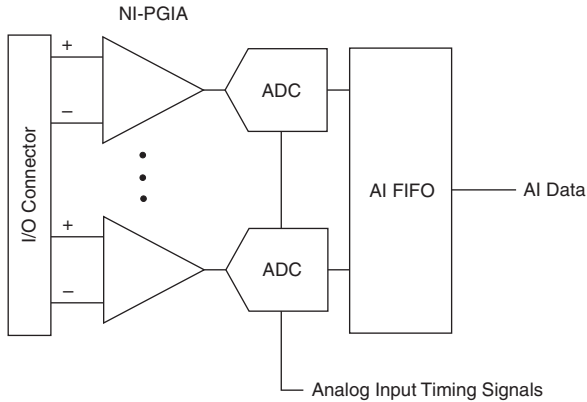 NI-PGIA
+
–
ADC
I/O Connector
AI FIFO
AI Data
+
–
ADC
Analog Input Timing Signals